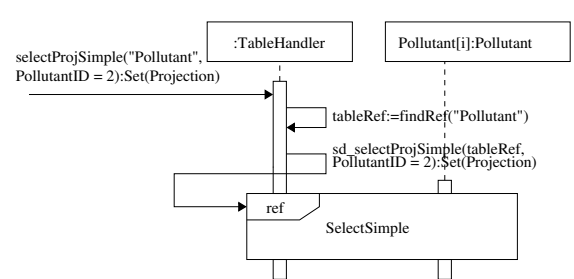 :TableHandler
Pollutant[i]:Pollutant
selectProjSimple("Pollutant",
PollutantID = 2):Set(Projection)
tableRef:=findRef("Pollutant")
sd_selectProjSimple(tableRef,
PollutantID = 2):Set(Projection)
ref
SelectSimple